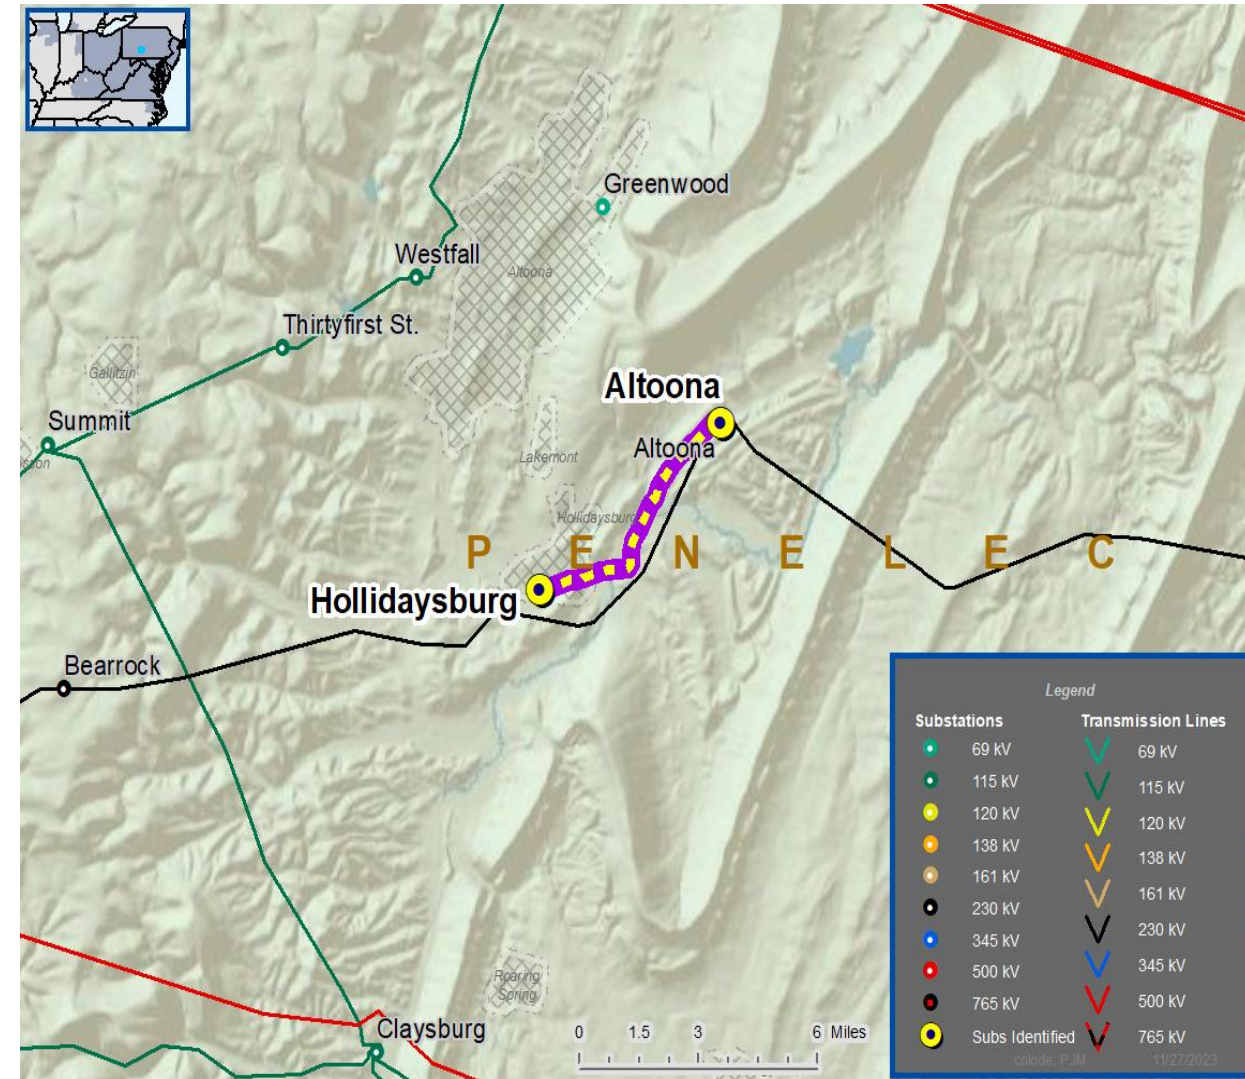 Greenwood
Westfall
Altoona
Thirtyfirst St.
Gallitzin
Altoona
Summit
Altoona
Lakemont
Hollidaysburg
P E N E L E C
Hollidaysburg
Bearrock
Roaring
Spring
Claysburg
0 1.5 3 6 Miles
Legend
Substations Transmission Lines
69 kV 69 kV
115 kV 115 kV
120 kV 120 kV
138 kV 138 kV
161 kV 161 kV
230 kV 230 kV
345 kV 345 kV
500 kV 500 kV
765 kV 765 kV
Subs Identified
colode: PJM 11/27/2023